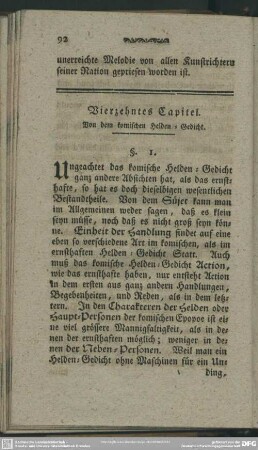 92
unerreichte Melodie von allen Kunstrichtern
seiner Nation gepriesen worden ist.
Vierzehntes Capitel.
Von dem komischen Helden-Gedicht.
§. 1.
Ungeachtet das komische Helden-Gedicht
ganz andere Absichten hat, als das ernst-
hafte, so hat es doch dieselbigen wesentlichen
Bestandtheile. Von dem Süjet kann man
im Allgemeinen weder sagen, daß es klein
seyn müsse, noch daß es nicht groß seyn kön-
ne. Einheit der Handlung findet auf eine
eben so verschiedene Art im komischen, als im
ernsthaften Helden-Gedicht Statt. Auch
muß das komische Helden-Gedicht Action,
wie das ernsthafte haben, nur entsteht Action
in dem ersten aus ganz andern Handlungen,
Begebenheiten, und Reden, als in dem letz-
tern. In den Charakteren der Helden oder
Haupt-Personen der komischen Epopoe ist ei-
ne viel grössere Mannigfaltigkeit, als in de-
nen der ernsthaften möglich; weniger in de-
nen der Neben-Personen. Weil man ein
Helden-Gedicht ohne Maschinen für ein Un-
ding,